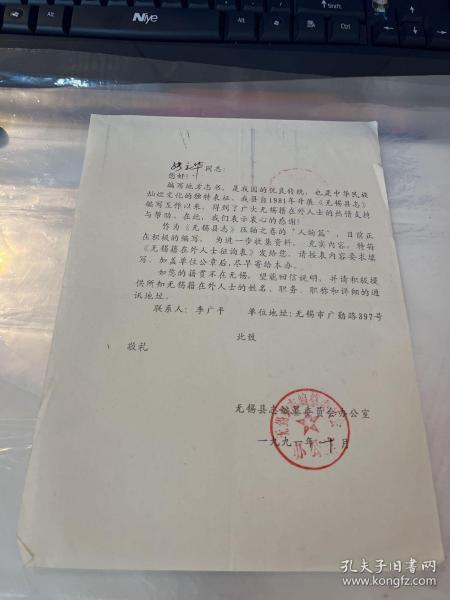 同志：
您好！
编写地方志书，是我国的优良传统，也是中华民族
灿烂文化的独特表征。我县自1981年开展《无锡县志》
编写工作以来，得到了广大无锡籍在外人士的热情支持
与帮助。在此，我们表示衷心的感谢！
作为《无锡县志》压轴之卷的“人物篇”，目前正
在积极的编写。为进一步收集资料，充实内容。特将
《无锡籍在外人士征询表》发给您。请按表内容要求填
写、加盖单位公章后，尽早寄给本办。
如您的籍贯不在无锡，望能回信说明。并请积极提
供所知无锡籍在外人士的姓名、职务、职称和详细的通
讯地址。
联系人：李广平 单位地址：无锡市广勤路397号
此致
敬礼
无锡县志编纂委员会办公室
一九九一年十月
办公室
孔夫子旧书网
www.kongfz.com
Niye
Alt
Ctrl
Shift